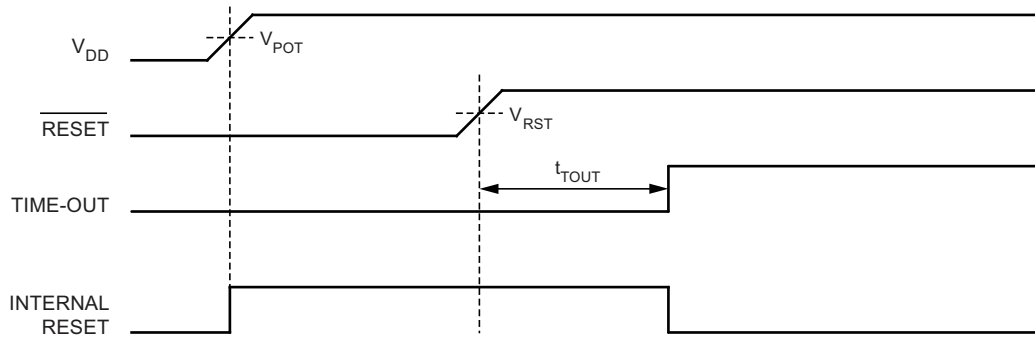 V_DD
V_POT
RESET
V_RST
t_TOUT
TIME-OUT
INTERNAL
RESET